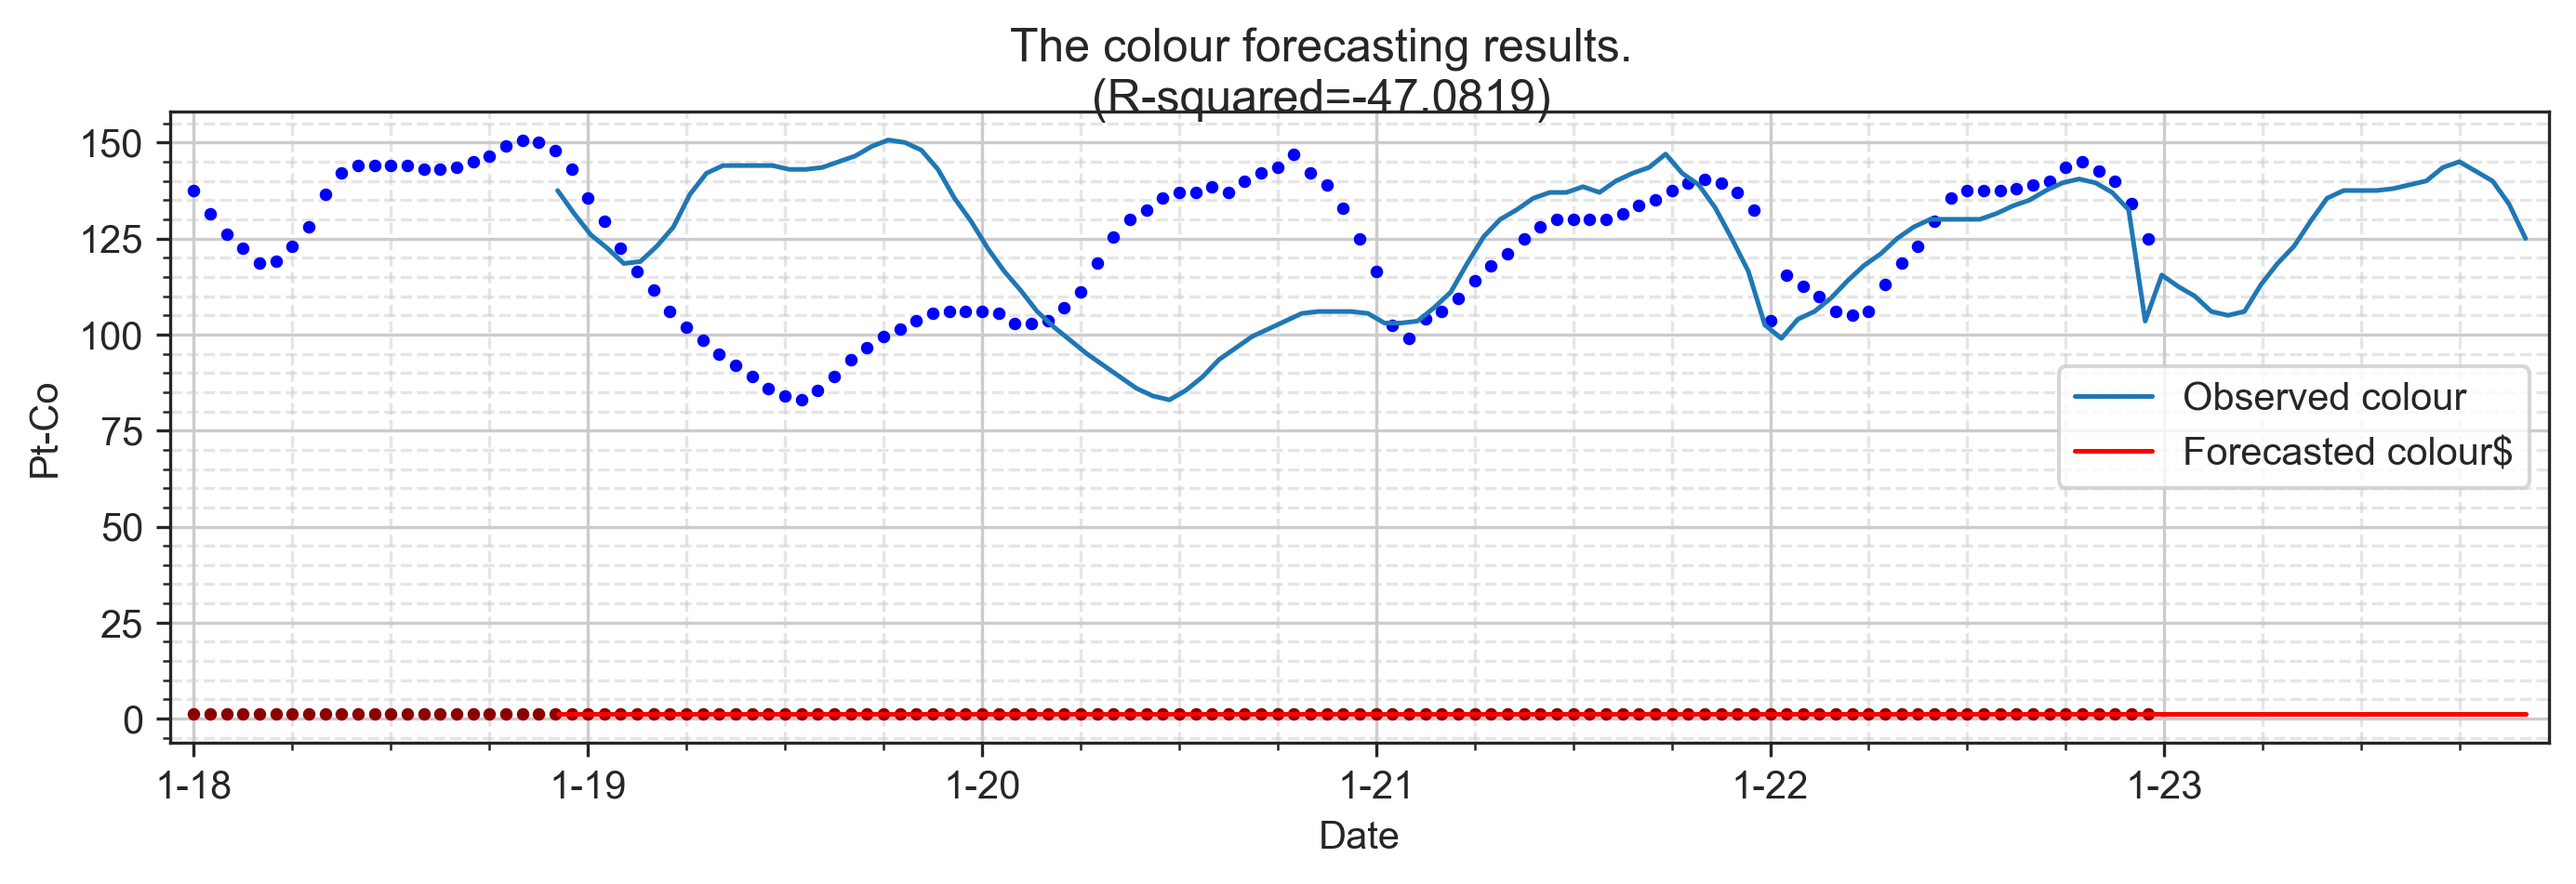 The colour forecasting results.
(R-squared=-47.0819)
150
125
100
75
50
25
0
Pt-Co
Observed colour
Forecasted colour$
1-18 1-19 1-20 1-21 1-22 1-23
Date